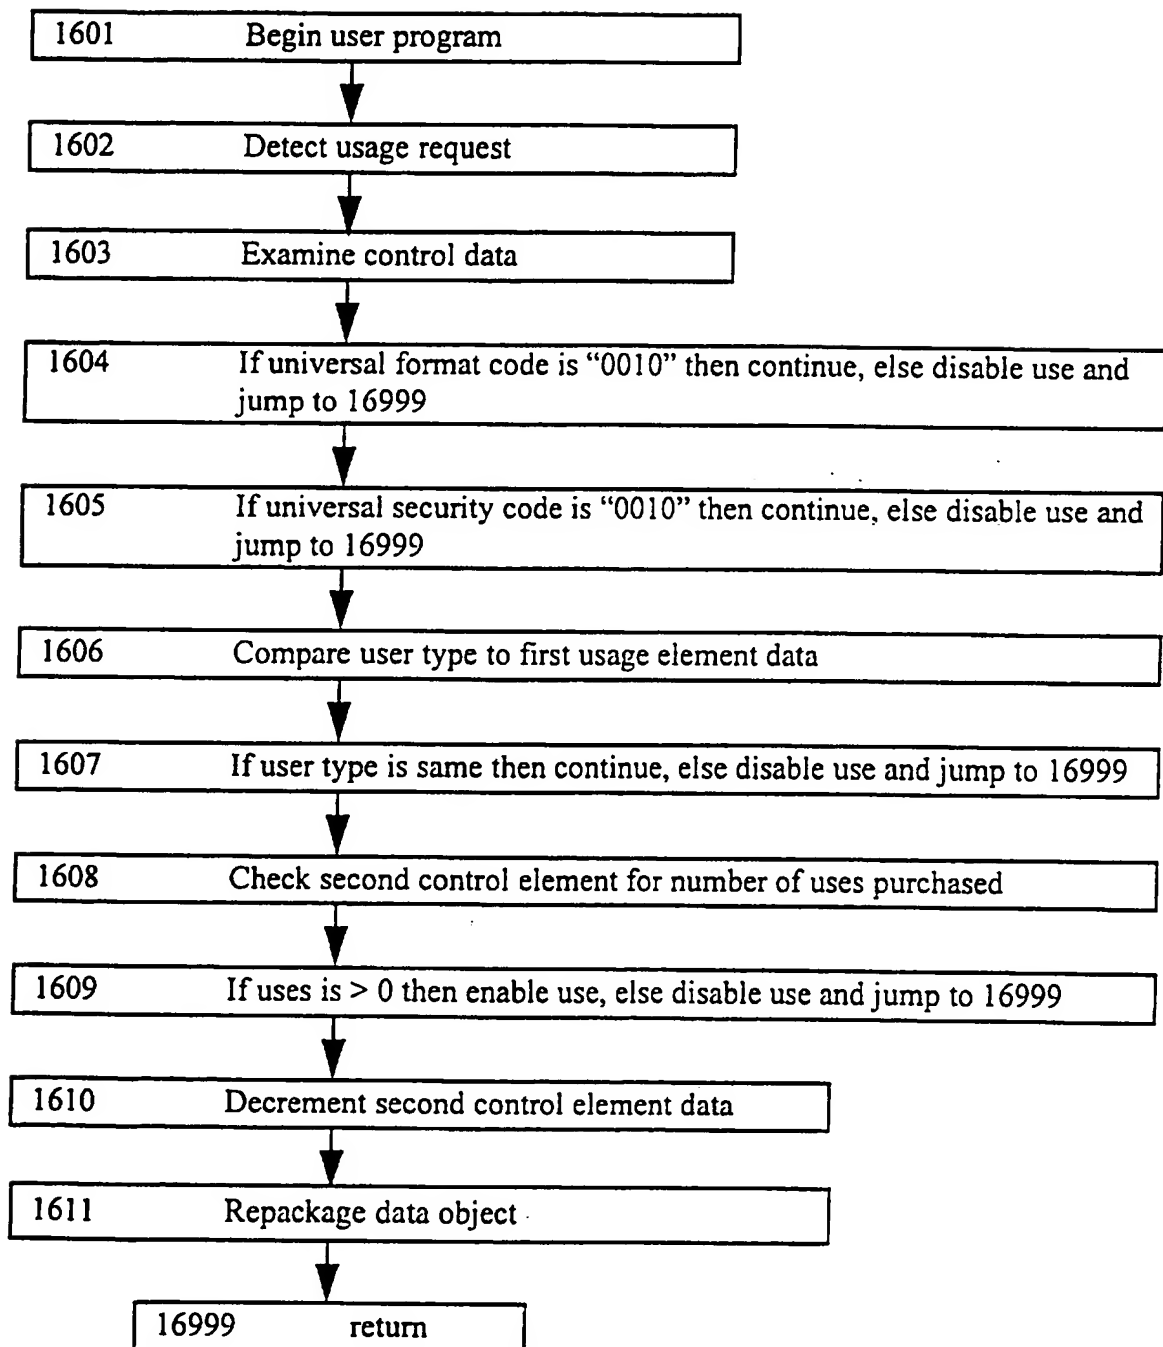 1601 Begin user program
1602 Detect usage request
1603 Examine control data
1604 If universal format code is “0010” then continue, else disable use and
jump to 16999
1605 If universal security code is “0010” then continue, else disable use and
jump to 16999
1606 Compare user type to first usage element data
1607 If user type is same then continue, else disable use and jump to 16999
1608 Check second control element for number of uses purchased
1609 If uses is > 0 then enable use, else disable use and jump to 16999
1610 Decrement second control element data
1611 Repackage data object
16999 return